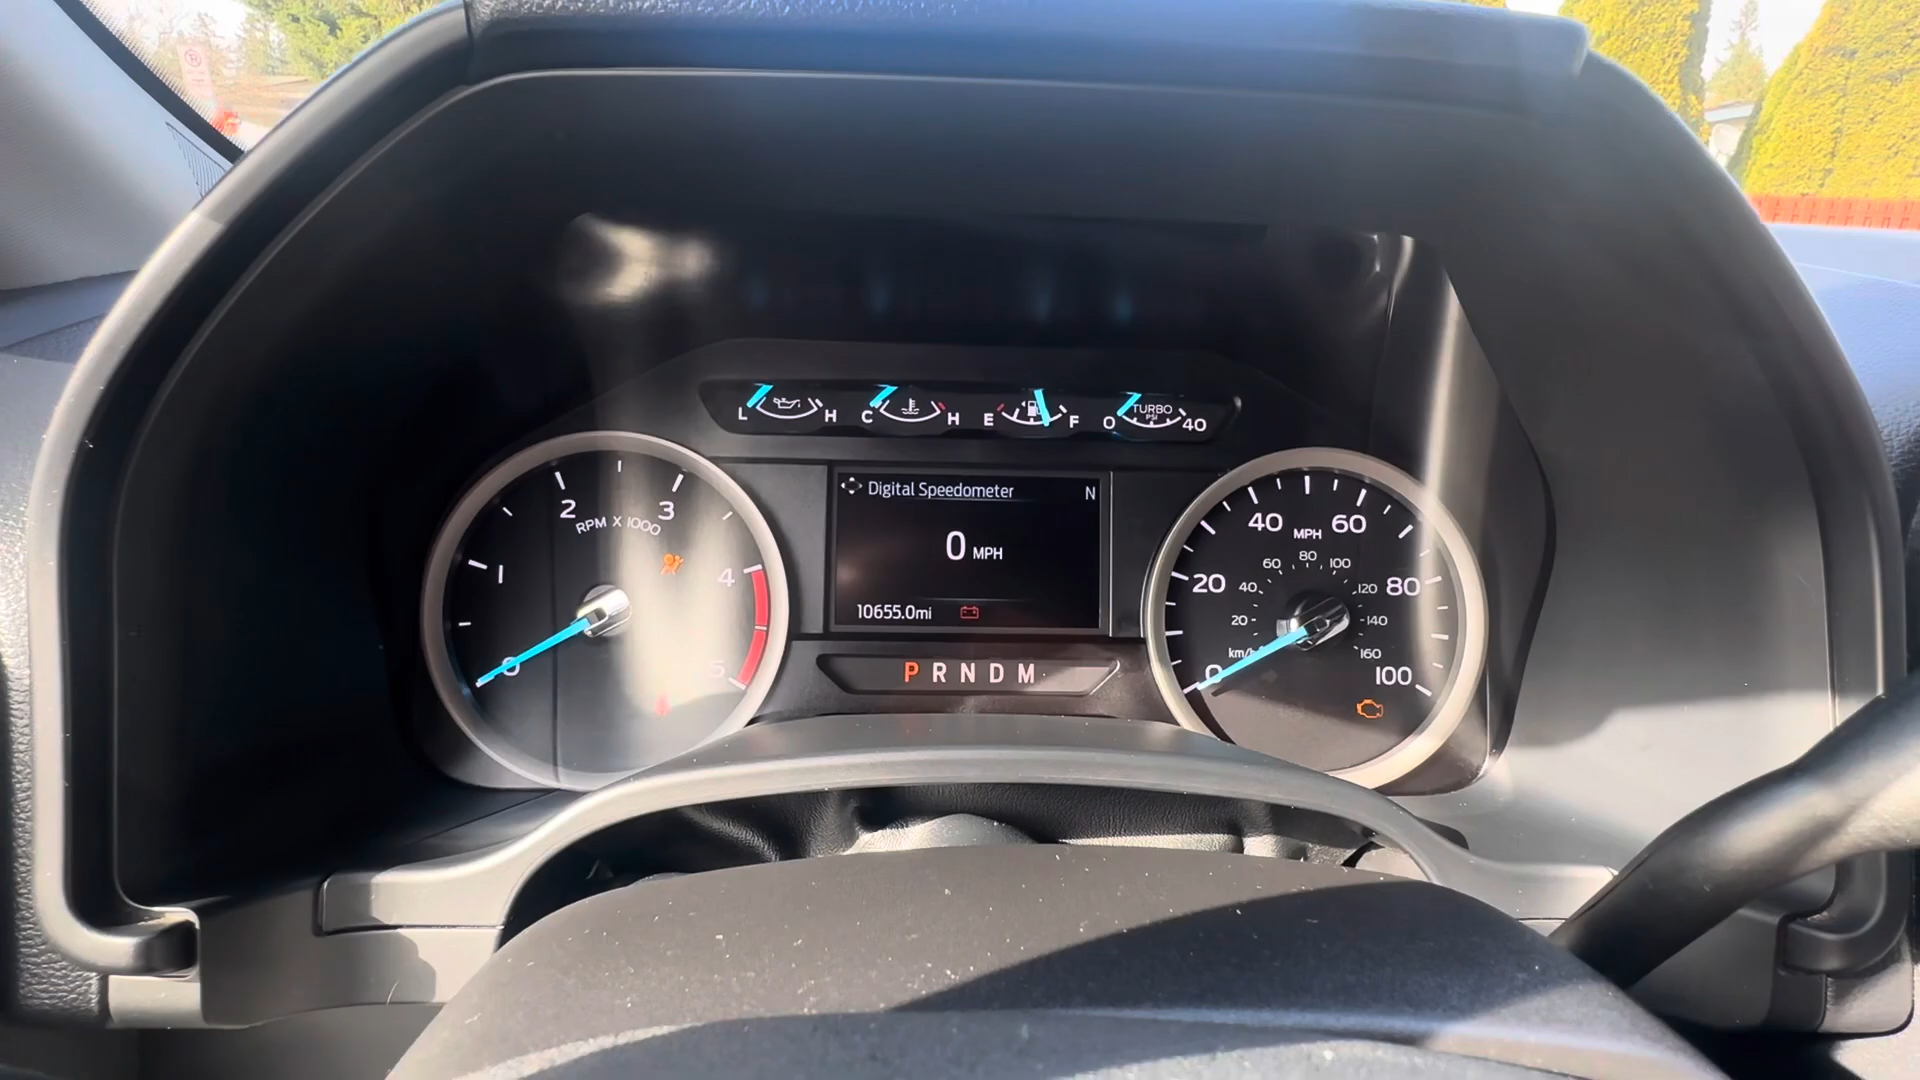 L H C H E F 0 TURBO PSI 40
2 3
RPM X 1000
1 4
0 5
Digital Speedometer N
0 MPH
10655.0mi
P R N D M
40 MPH 60
60 80 100
20 40 120 80
20 140
km/h 160
0 100